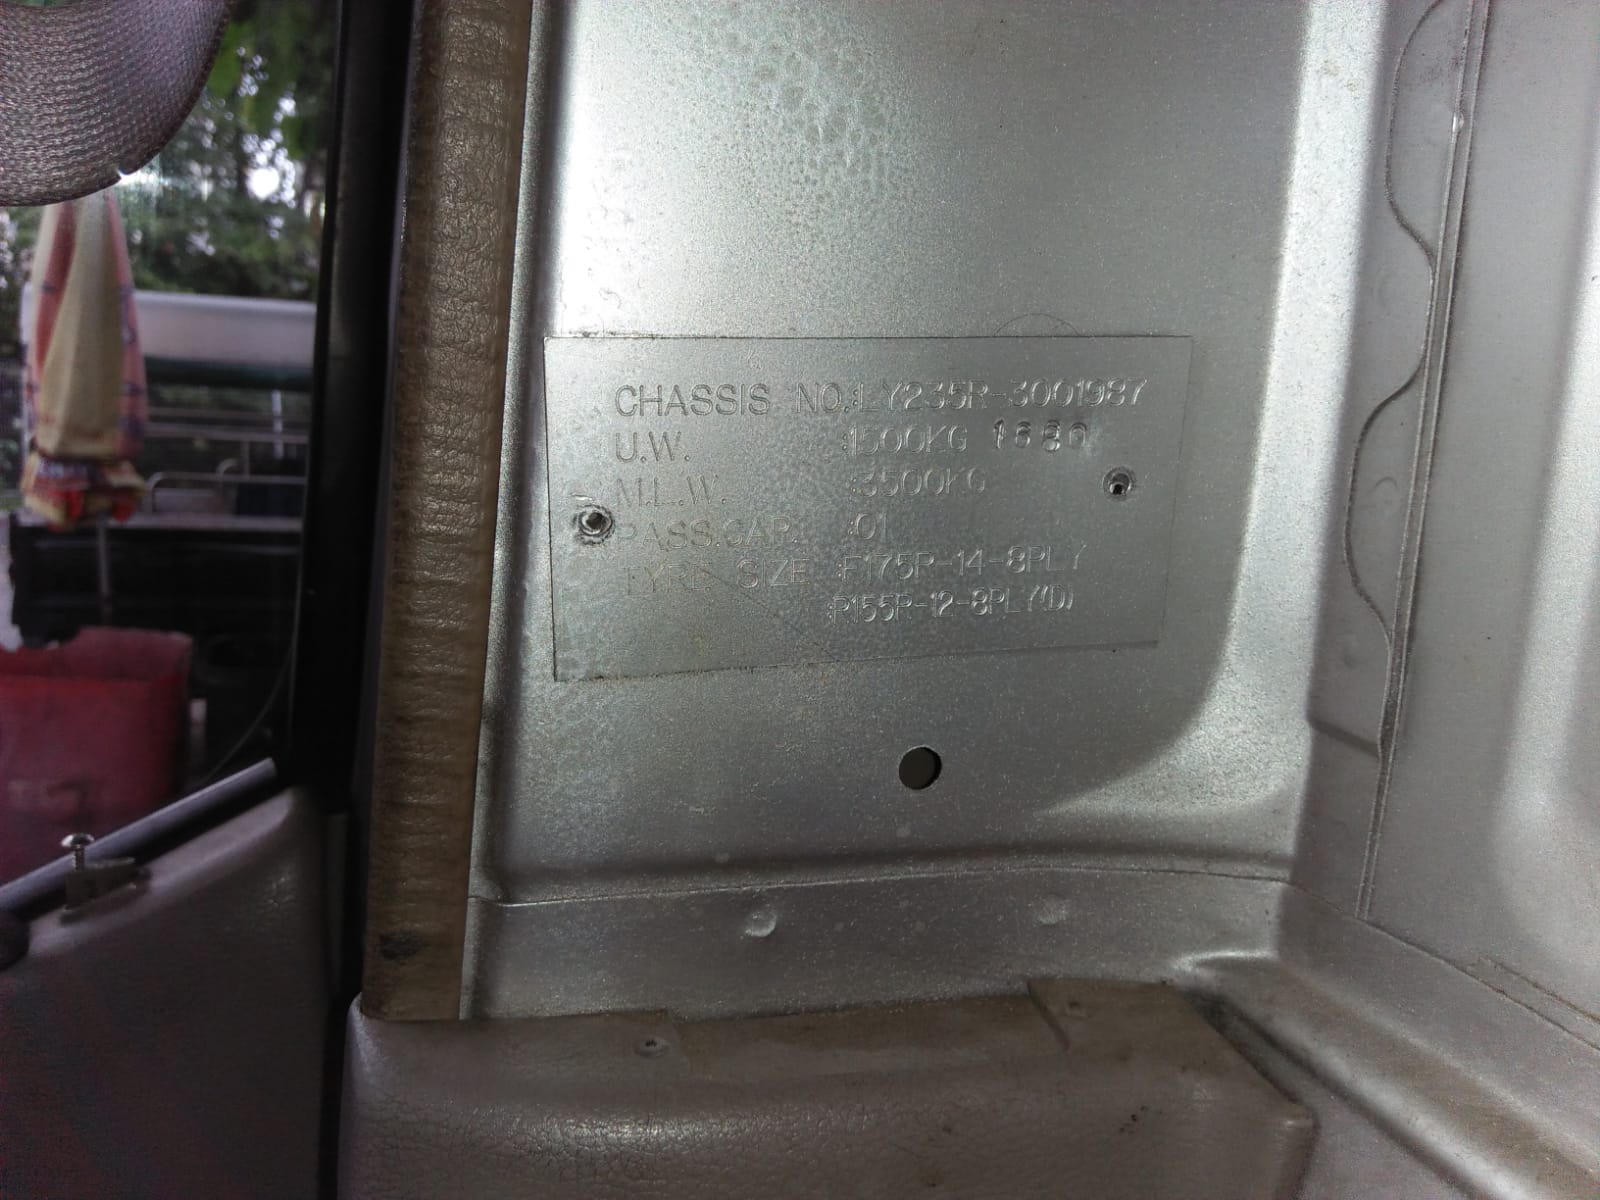 CHASSIS NO.:LY235R-3001987
U.W. :1500KG 1680
M.L.W. :3500KG
PASS.CAP. :01
TYRE SIZE :F175R-14-8PLY
:R155R-12-8PLY(D)